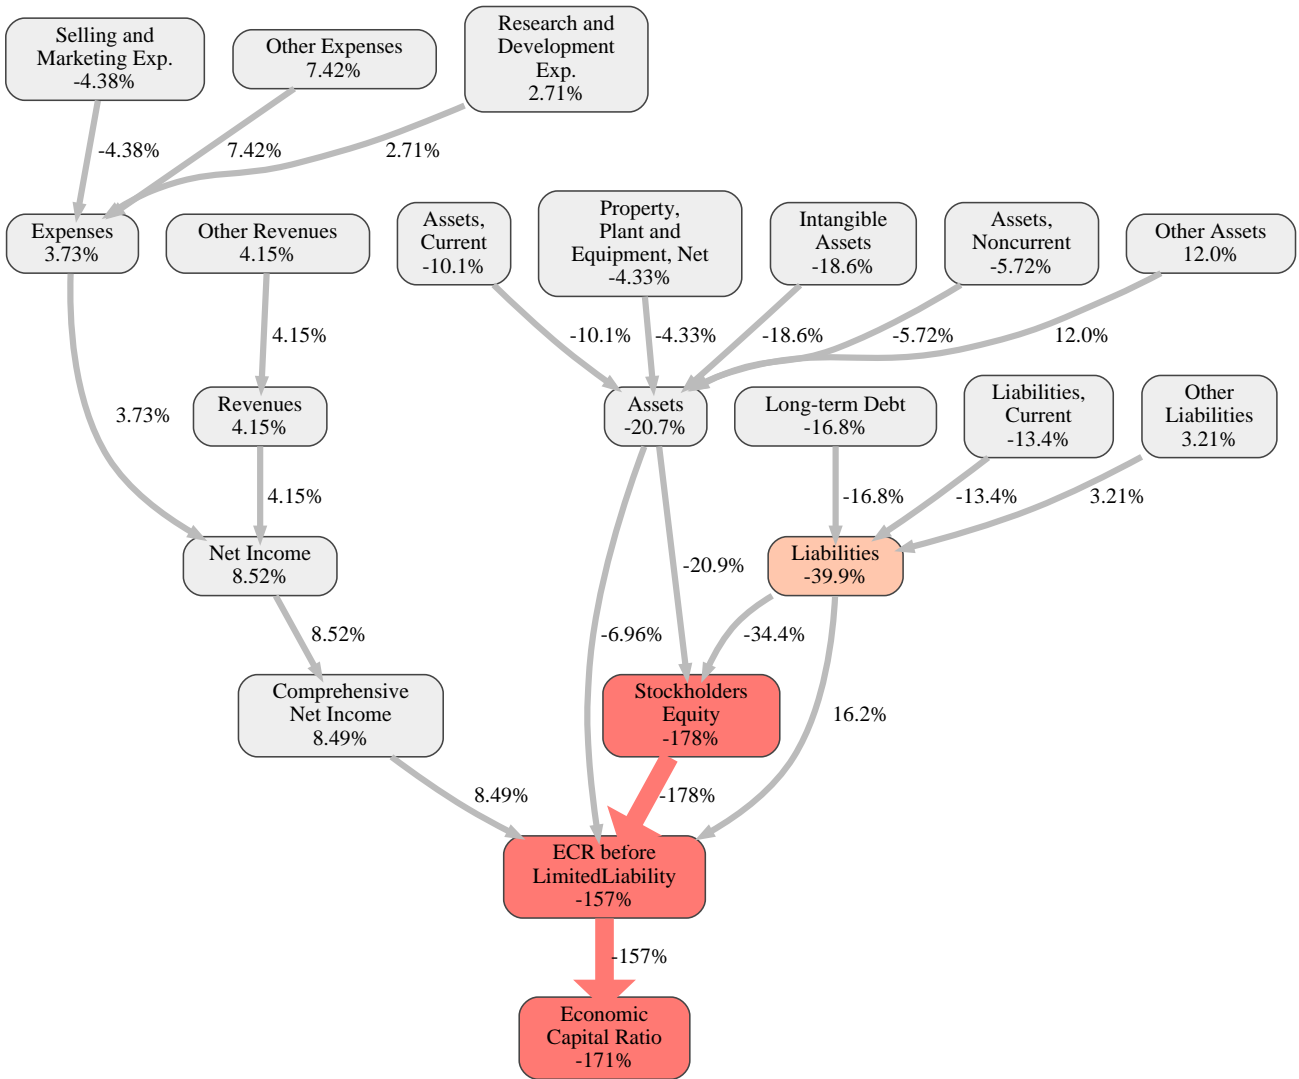 Selling and
Marketing Exp.
-4.38%
Other Expenses
7.42%
Research and
Development
Exp.
2.71%
-4.38%
7.42%
2.71%
Expenses
3.73%
Other Revenues
4.15%
Assets,
Current
-10.1%
Property,
Plant and
Equipment, Net
-4.33%
Intangible
Assets
-18.6%
Assets,
Noncurrent
-5.72%
Other Assets
12.0%
4.15%
-10.1%
-4.33%
-18.6%
-5.72%
12.0%
3.73%
Revenues
4.15%
Assets
-20.7%
Long-term Debt
-16.8%
Liabilities,
Current
-13.4%
Other
Liabilities
3.21%
4.15%
-16.8%
-13.4%
3.21%
Net Income
8.52%
-20.9%
Liabilities
-39.9%
8.52%
-6.96%
-34.4%
Comprehensive
Net Income
8.49%
Stockholders
Equity
-178%
16.2%
8.49%
-178%
ECR before
LimitedLiability
-157%
-157%
Economic
Capital Ratio
-171%